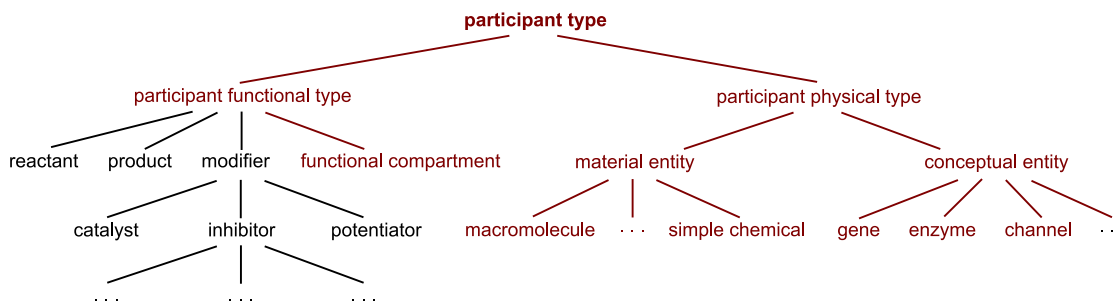 participant type
participant functional type participant physical type
reactant product modifier functional compartment material entity conceptual entity
catalyst inhibitor potentiator macromolecule . . . simple chemical gene enzyme channel . .
. . . . . . . . .